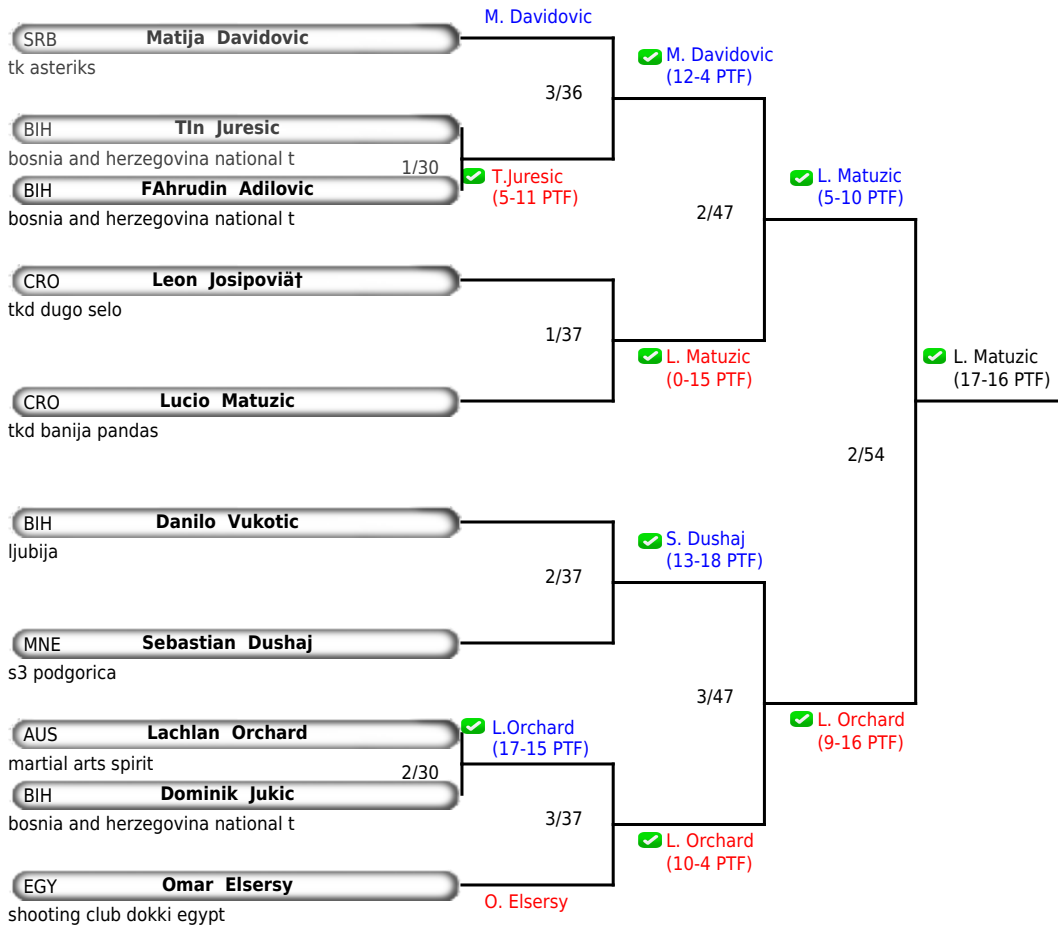 M. Davidovic
SRB Matija Davidovic
tk asteriks
M. Davidovic
(12-4 PTF)
3/36
BIH TIn Juresic
bosnia and herzegovina national t
1/30
T.Juresic
(5-11 PTF)
BIH FAhrudin Adilovic
bosnia and herzegovina national t
L. Matuzic
(5-10 PTF)
2/47
CRO Leon Josipoviä†
tkd dugo selo
1/37
L. Matuzic
(0-15 PTF)
L. Matuzic
(17-16 PTF)
CRO Lucio Matuzic
tkd banija pandas
2/54
BIH Danilo Vukotic
ljubija
S. Dushaj
(13-18 PTF)
2/37
MNE Sebastian Dushaj
s3 podgorica
3/47
L. Orchard
(9-16 PTF)
AUS Lachlan Orchard
martial arts spirit
L.Orchard
(17-15 PTF)
2/30
BIH Dominik Jukic
bosnia and herzegovina national t
3/37
L. Orchard
(10-4 PTF)
EGY Omar Elsersy
shooting club dokki egypt
O. Elsersy